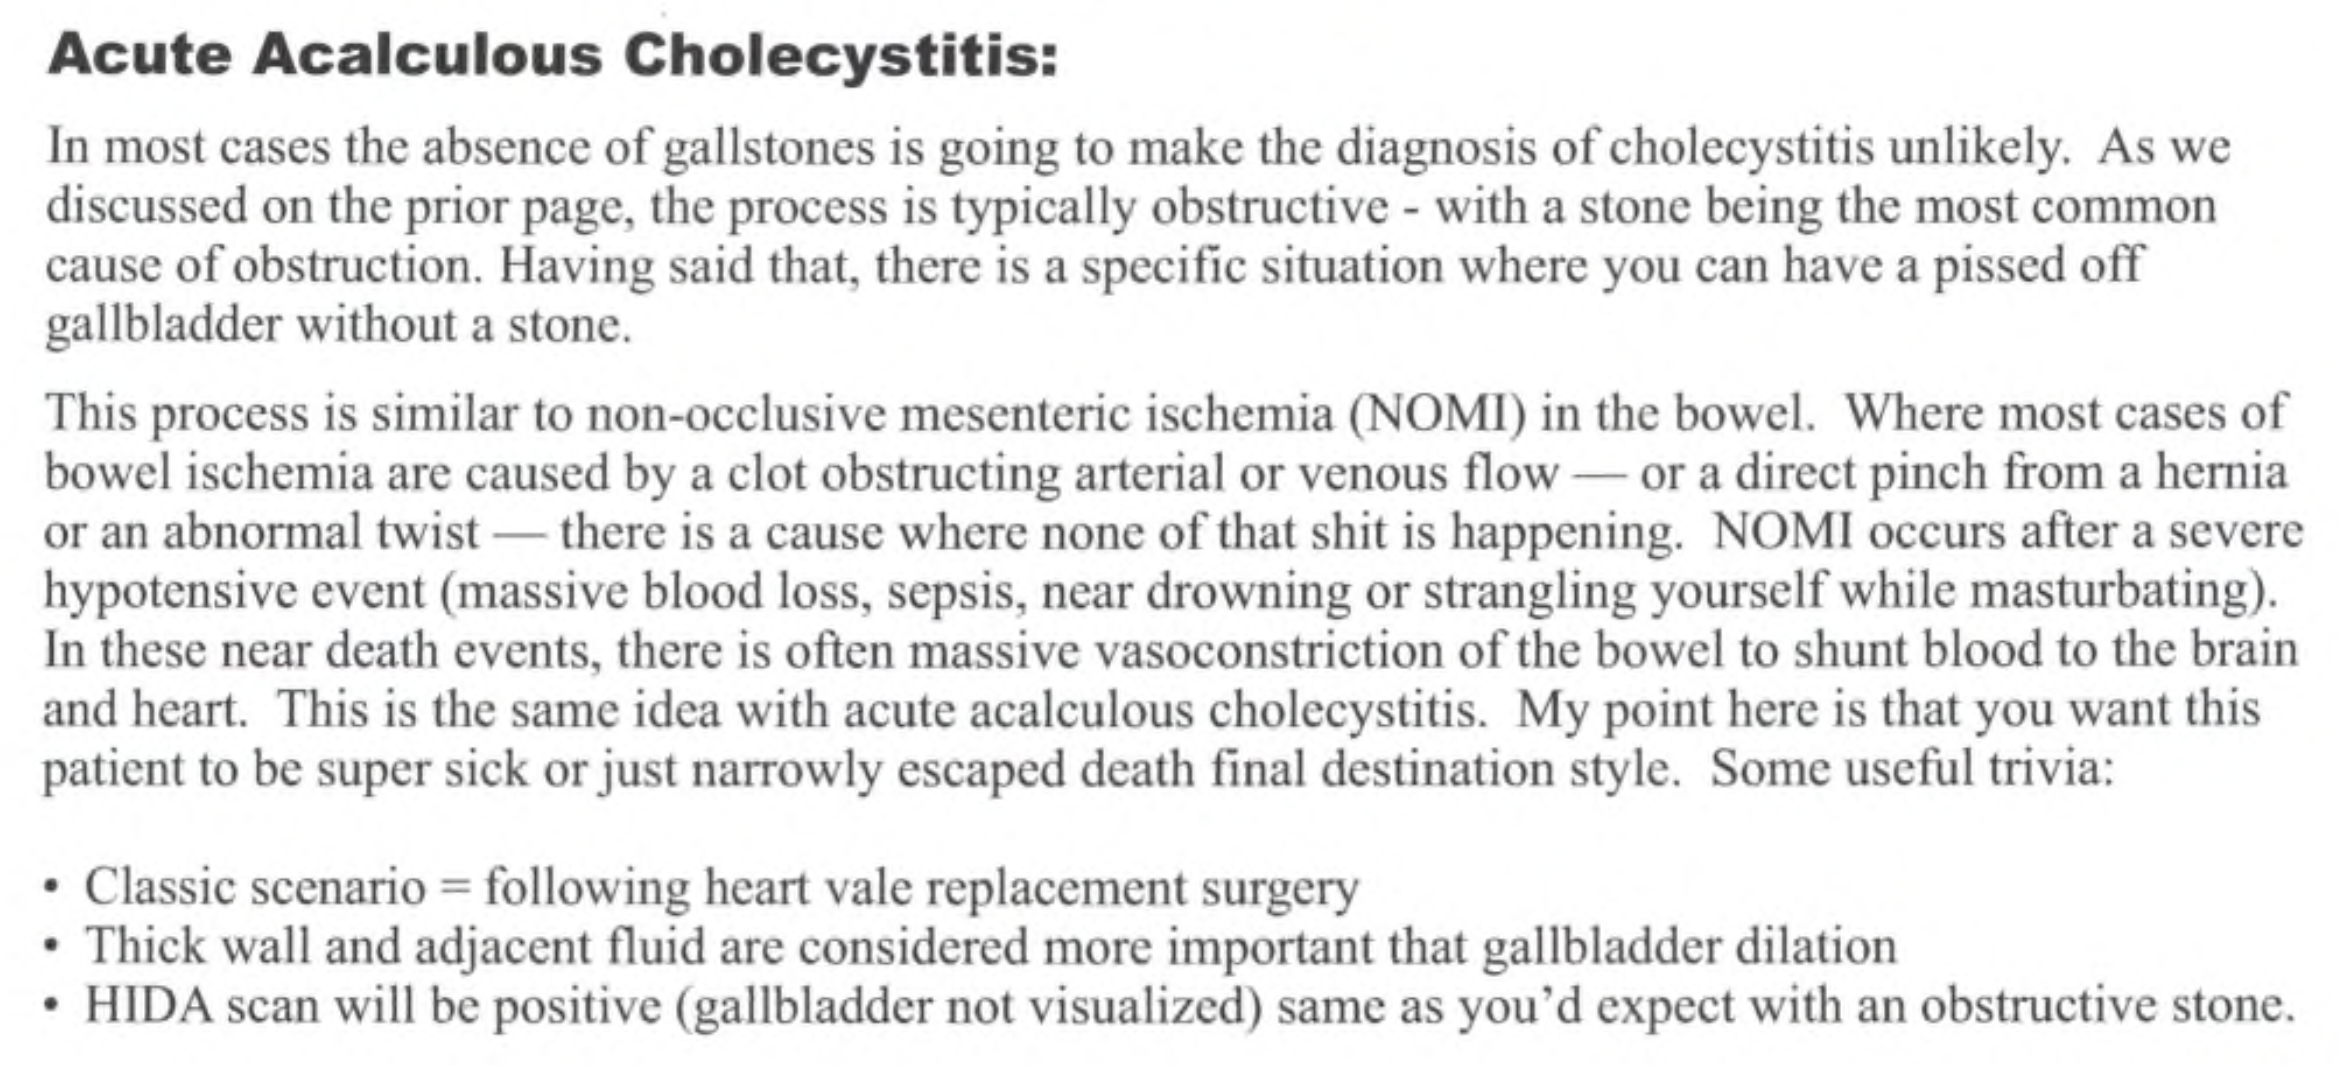 Acute Acalculous Cholecystitis:
In most cases the absence of gallstones is going to make the diagnosis of cholecystitis unlikely. As we
discussed on the prior page, the process is typically obstructive - with a stone being the most common
cause of obstruction. Having said that, there is a specific situation where you can have a pissed off
gallbladder without a stone.
This process is similar to non-occlusive mesenteric ischemia (NOMI) in the bowel. Where most cases of
bowel ischemia are caused by a clot obstructing arterial or venous flow — or a direct pinch from a hernia
or an abnormal twist — there is a cause where none of that shit is happening. NOMI occurs after a severe
hypotensive event (massive blood loss, sepsis, near drowning or strangling yourself while masturbating).
In these near death events, there is often massive vasoconstriction of the bowel to shunt blood to the brain
and heart. This is the same idea with acute acalculous cholecystitis. My point here is that you want this
patient to be super sick or just narrowly escaped death final destination style. Some useful trivia:
• Classic scenario = following heart vale replacement surgery
• Thick wall and adjacent fluid are considered more important that gallbladder dilation
• HIDA scan will be positive (gallbladder not visualized) same as you'd expect with an obstructive stone.